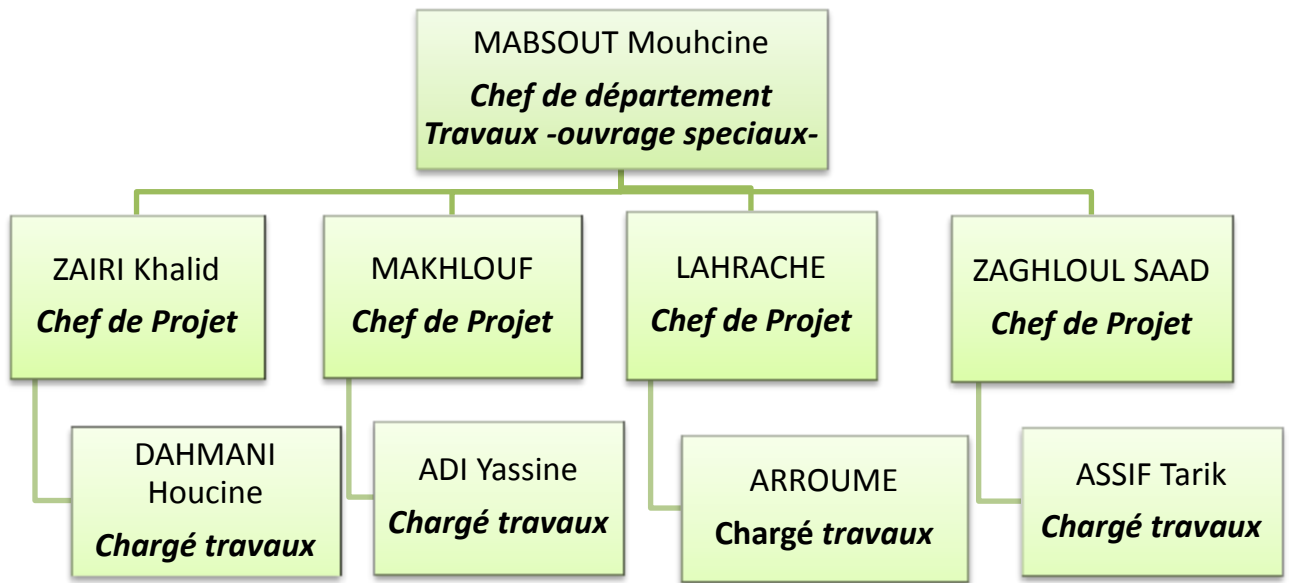 MABSOUT Mouhcine
Chef de département
Travaux -ouvrage speciaux-
ZAIRI Khalid
Chef de Projet
MAKHLOUF
Chef de Projet
LAHRACHE
Chef de Projet
ZAGHLOUL SAAD
Chef de Projet
DAHMANI
Houcine
Chargé travaux
ADI Yassine
Chargé travaux
ARROUME
Chargé travaux
ASSIF Tarik
Chargé travaux